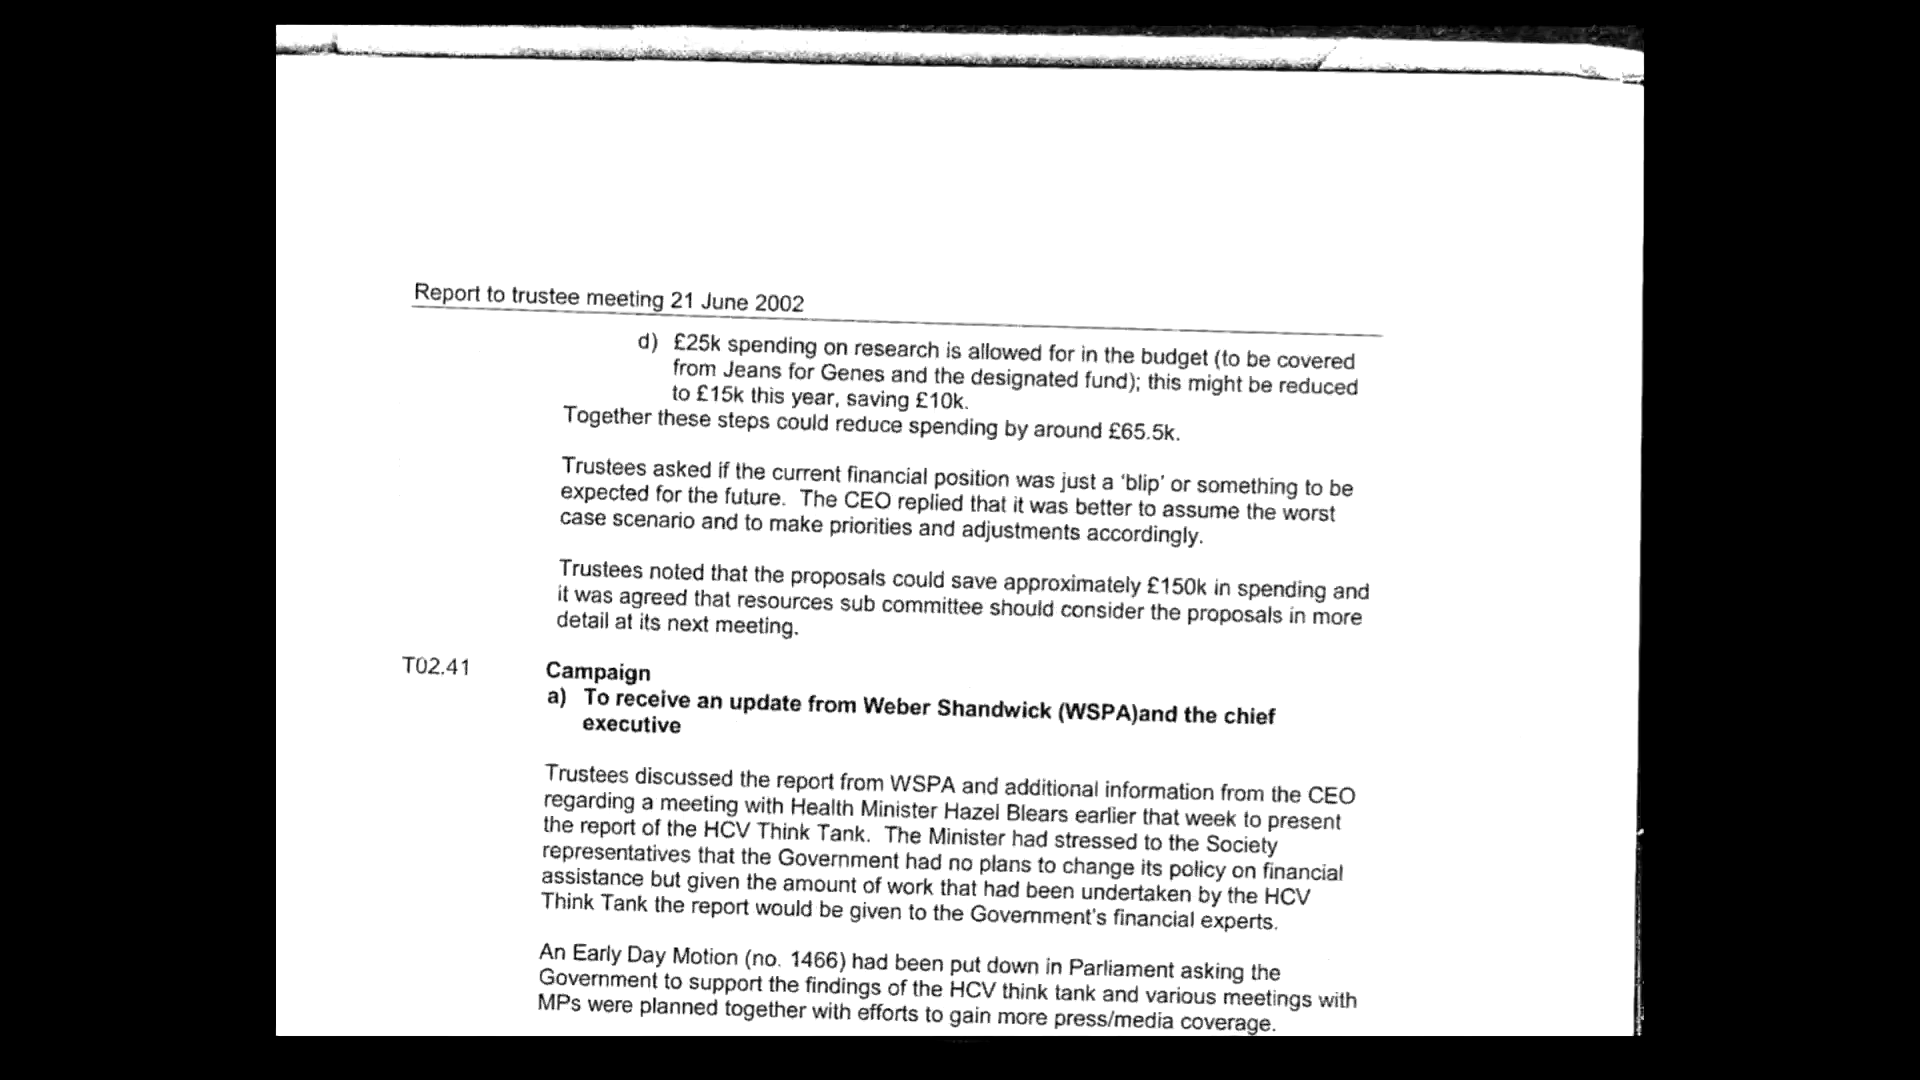 Report to trustee meeting 21 June 2002
d) £25k spending on research is allowed for in the budget (to be covered
from Jeans for Genes and the designated fund); this might be reduced
to £15k this year, saving £10k.
Together these steps could reduce spending by around £65.5k.
Trustees asked if the current financial position was just a ‘blip’ or something to be
expected for the future. The CEO replied that it was better to assume the worst
case scenario and to make priorities and adjustments accordingly.
Trustees noted that the proposals could save approximately £150k in spending and
it was agreed that resources sub committee should consider the proposals in more
detail at its next meeting.
T02.41 Campaign
a) To receive an update from Weber Shandwick (WSPA)and the chief
executive
Trustees discussed the report from WSPA and additional information from the CEO
regarding a meeting with Health Minister Hazel Blears earlier that week to present
the report of the HCV Think Tank. The Minister had stressed to the Society
representatives that the Government had no plans to change its policy on financial
assistance but given the amount of work that had been undertaken by the HCV
Think Tank the report would be given to the Government's financial experts.
An Early Day Motion (no. 1466) had been put down in Parliament asking the
Government to support the findings of the HCV think tank and various meetings with
MPs were planned together with efforts to gain more press/media coverage.